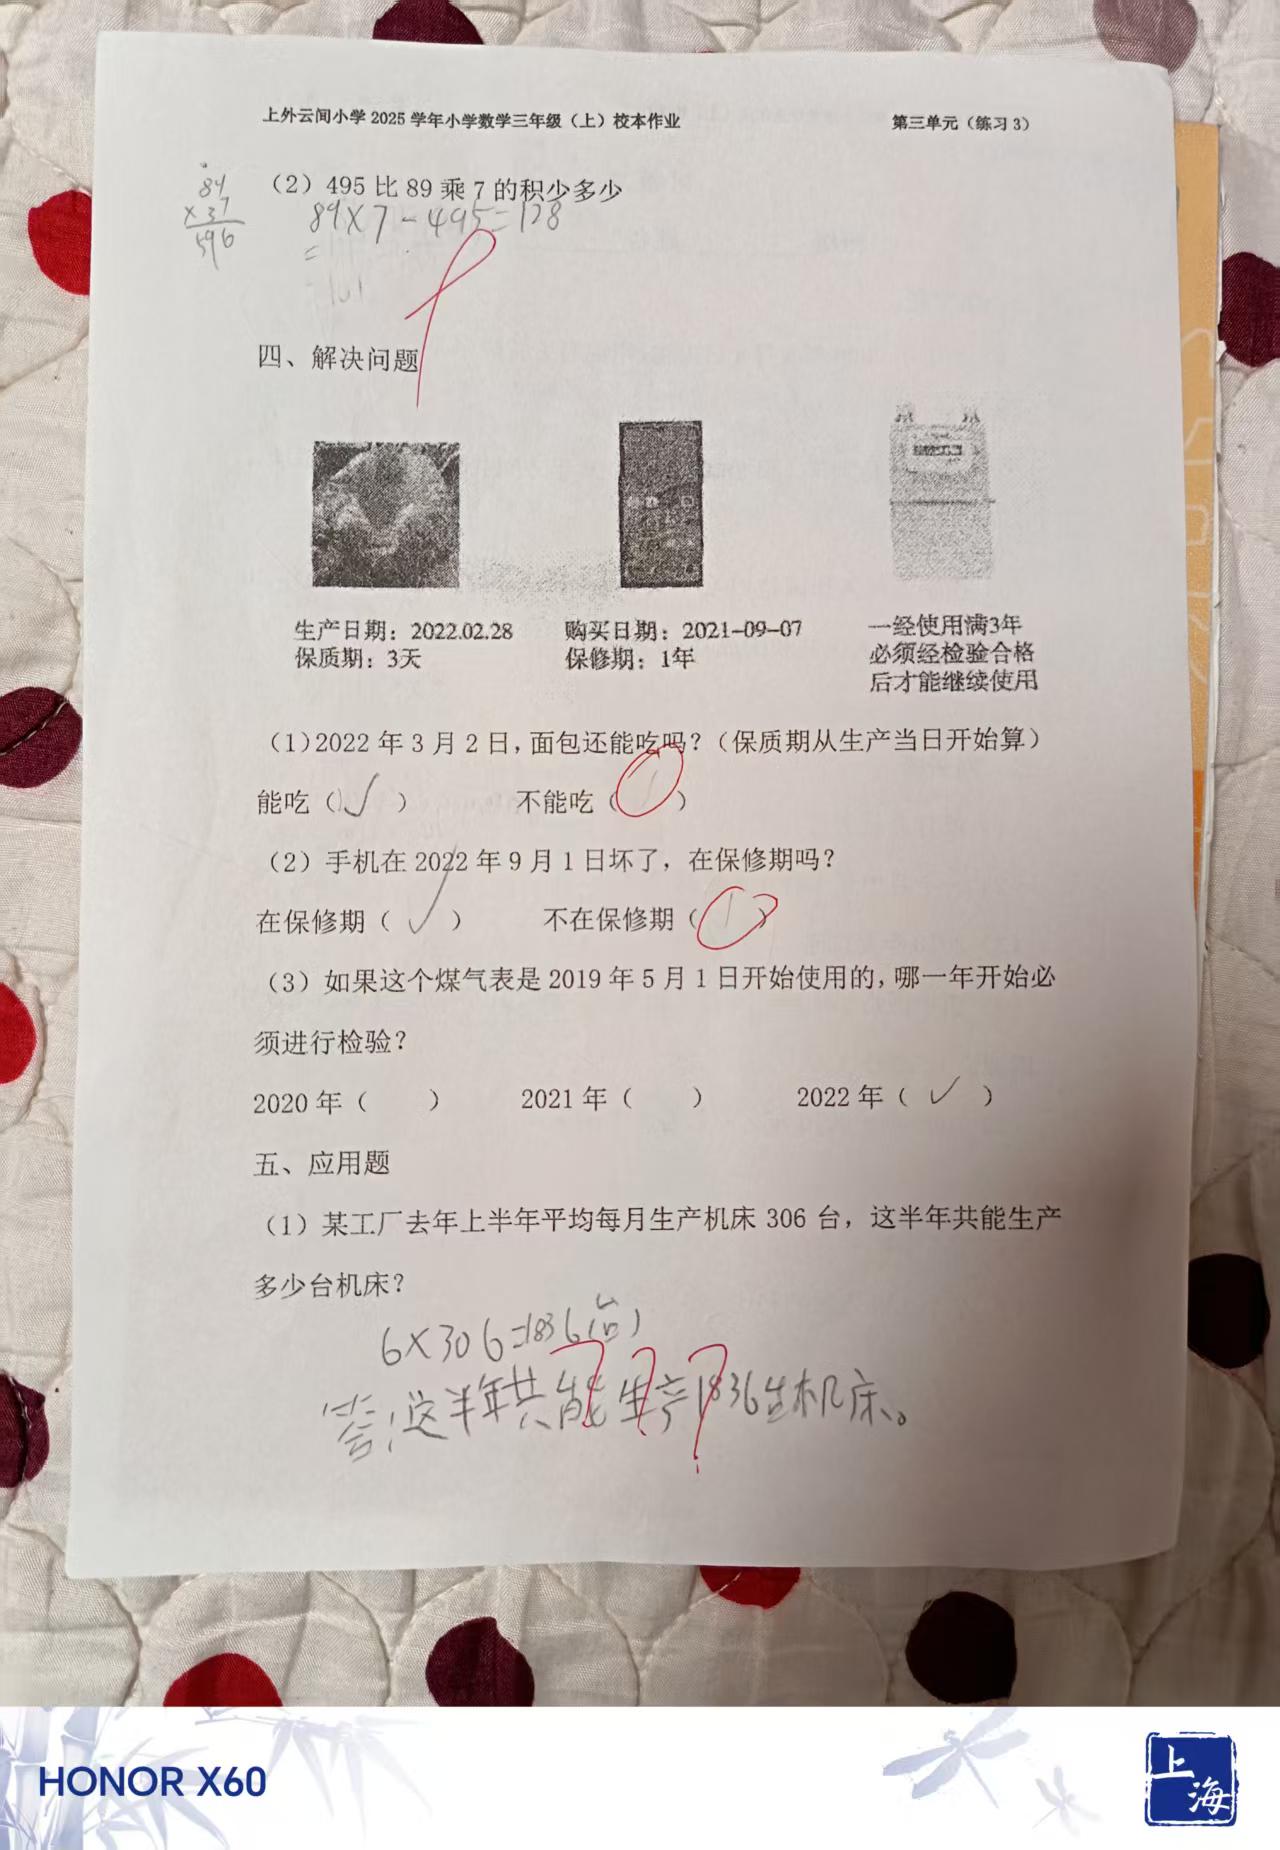 上外云间小学 2025 学年小学数学三年级（上）校本作业 第三单元（练习 3）
（2）495 比 89 乘 7 的积少多少
89×7-495=128
四、解决问题
生产日期：2022.02.28
保质期：3天
购买日期：2021-09-07
保修期：1年
一经使用满3年
必须经检验合格
后才能继续使用
（1）2022 年 3 月 2 日，面包还能吃吗？（保质期从生产当日开始算）
能吃（✓） 不能吃（ ）
（2）手机在 2022 年 9 月 1 日坏了，在保修期吗？
在保修期（✓） 不在保修期（ ）
（3）如果这个煤气表是 2019 年 5 月 1 日开始使用的，哪一年开始必
须进行检验？
2020 年（ ） 2021 年（ ） 2022 年（✓）
五、应用题
（1）某工厂去年上半年平均每月生产机床 306 台，这半年共能生产
多少台机床？
6×306=1836(台)
答：这半年共能生产1836台机床。
HONOR X60
上海